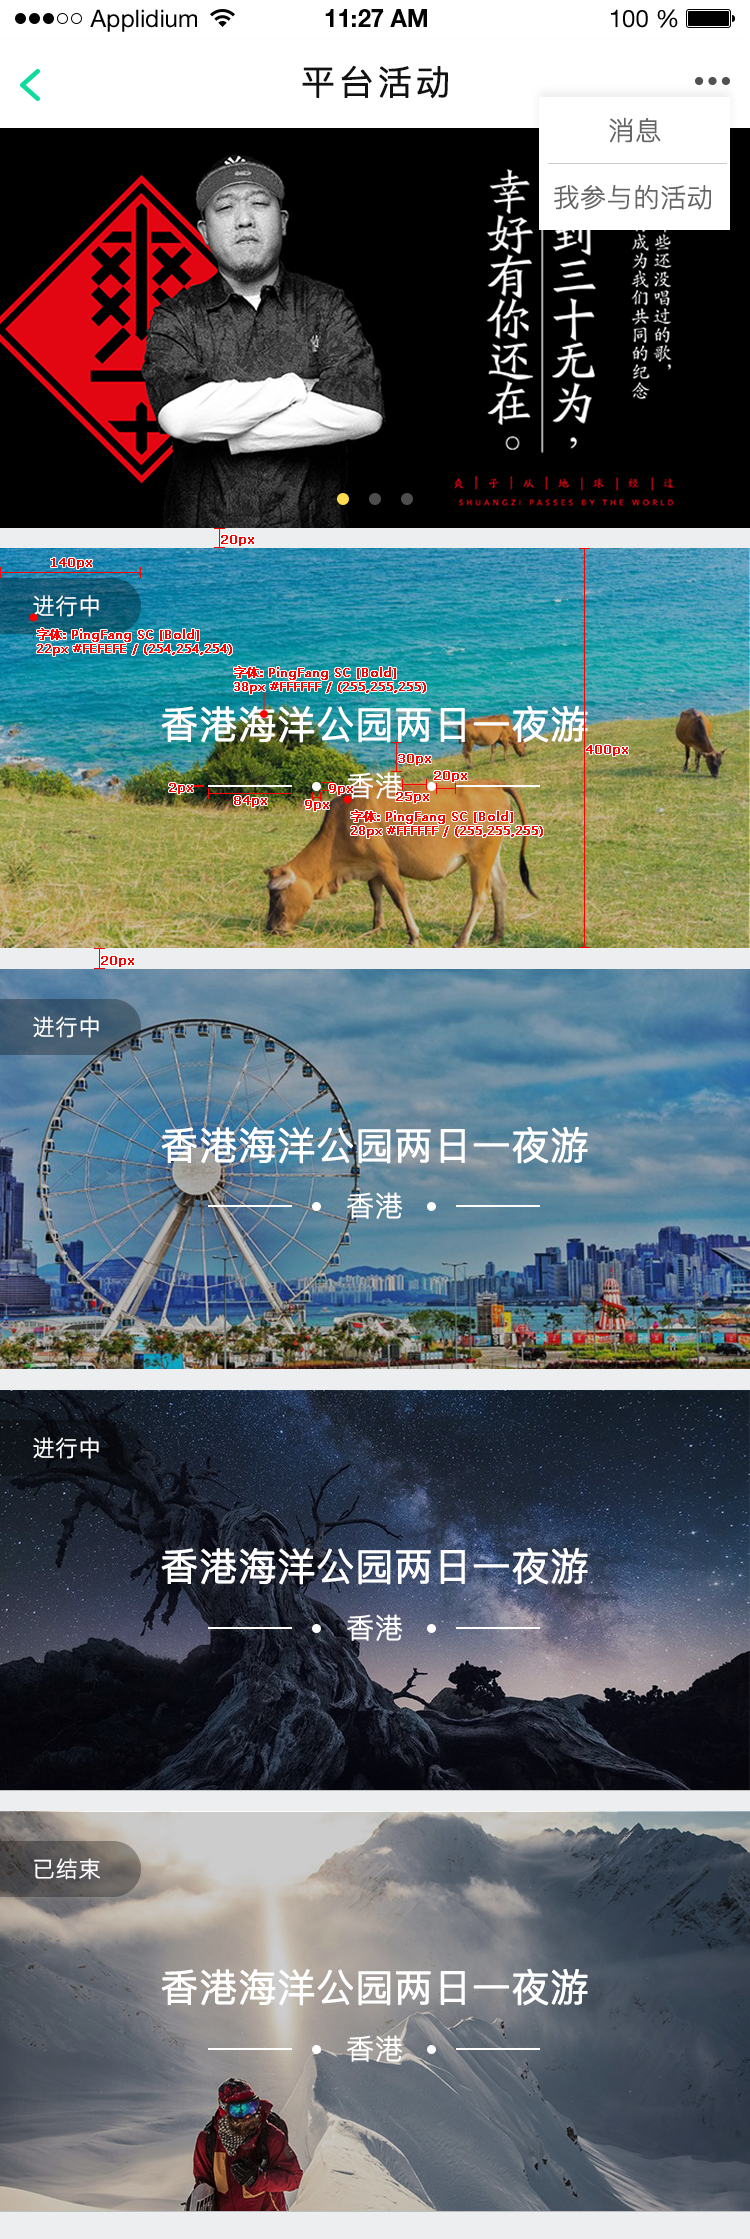 Applidium 11:27 AM 100 %
平台活动
消息
我参与的活动
幸好有你还在。
到三十无为，
些还没唱过的歌，
成为我们共同的纪念
从 地 球 经 过
SHUANGZI PASSES BY THE WORLD
20px
140px
进行中
字体: PingFang SC [Bold]
22px #FEFEFE / (254,254,254)
字体: PingFang SC [Bold]
38px #FFFFFF / (255,255,255)
香港海洋公园两日一夜游
400px
30px
20px
2px
84px
9px
9px
香港
25px
字体: PingFang SC [Bold]
28px #FFFFFF / (255,255,255)
20px
进行中
香港海洋公园两日一夜游
香港
进行中
香港海洋公园两日一夜游
香港
已结束
香港海洋公园两日一夜游
香港